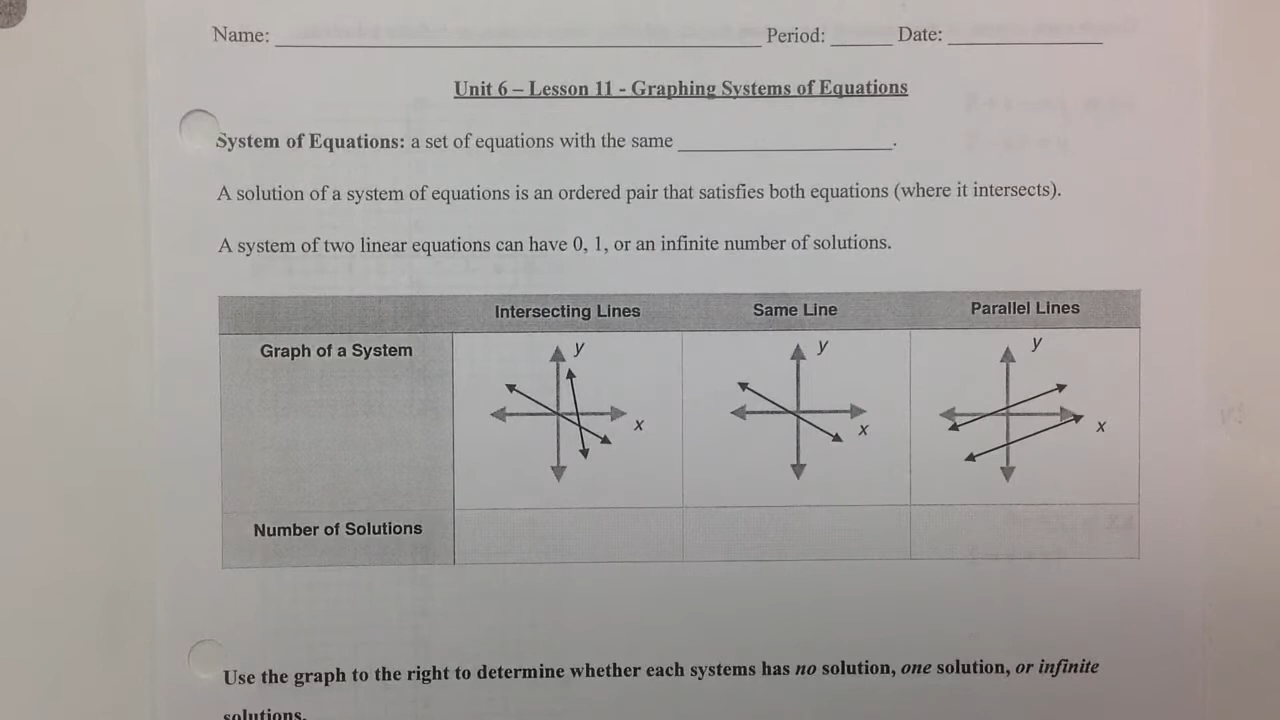 Name: ______ Period: ______ Date: ______
Unit 6 – Lesson 11 - Graphing Systems of Equations
System of Equations: a set of equations with the same ______.
A solution of a system of equations is an ordered pair that satisfies both equations (where it intersects).
A system of two linear equations can have 0, 1, or an infinite number of solutions.
Intersecting Lines Same Line Parallel Lines
Graph of a System
y y y
x x x
Number of Solutions
Use the graph to the right to determine whether each systems has no solution, one solution, or infinite
solutions.